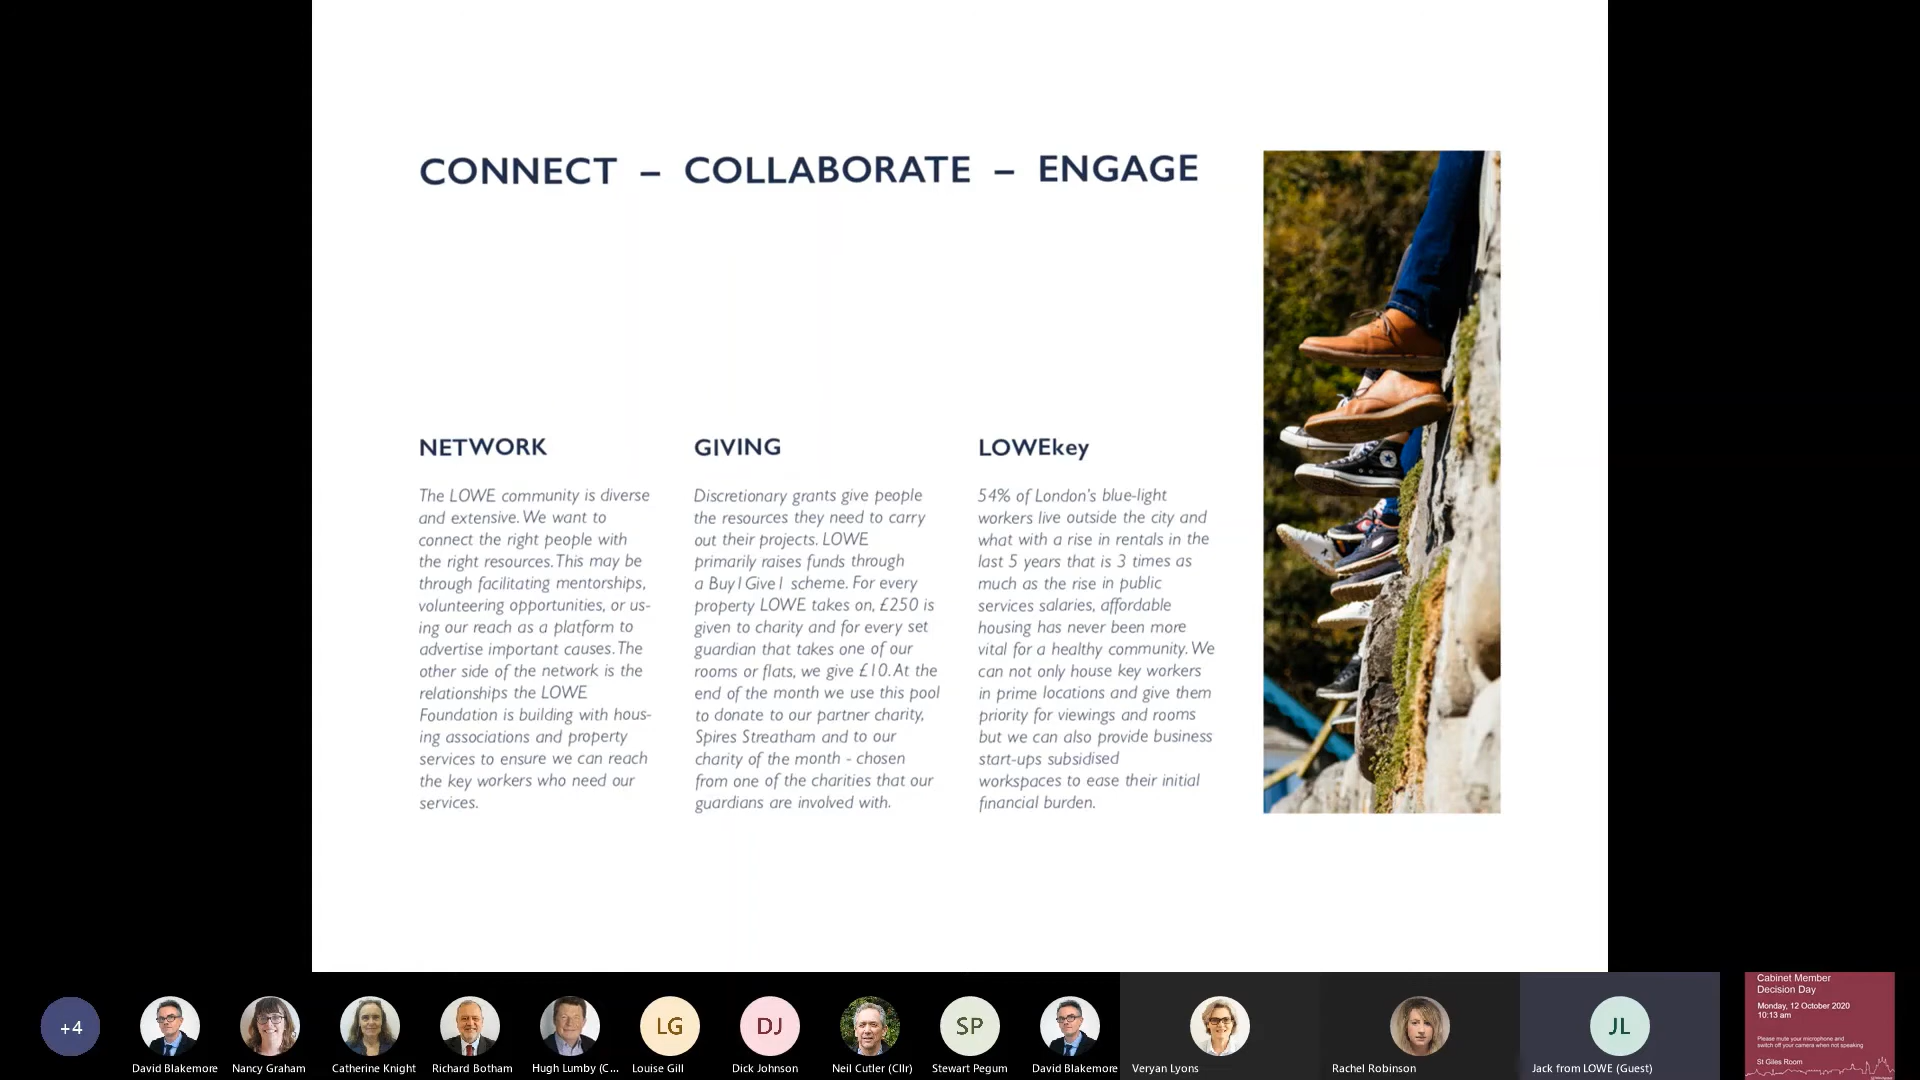 CONNECT – COLLABORATE – ENGAGE
NETWORK
The LOWE community is diverse
and extensive. We want to
connect the right people with
the right resources. This may be
through facilitating mentorships,
volunteering opportunities, or us-
ing our reach as a platform to
advertise important causes. The
other side of the network is the
relationships the LOWE
Foundation is building with hous-
ing associations and property
services to ensure we can reach
the key workers who need our
services.
GIVING
Discretionary grants give people
the resources they need to carry
out their projects. LOWE
primarily raises funds through
a Buy1Give1 scheme. For every
property LOWE takes on, £250 is
given to charity and for every set
guardian that takes one of our
rooms or flats, we give £10. At the
end of the month we use this pool
to donate to our partner charity,
Spires Streatham and to our
charity of the month - chosen
from one of the charities that our
guardians are involved with.
LOWEkey
54% of London's blue-light
workers live outside the city and
what with a rise in rentals in the
last 5 years that is 3 times as
much as the rise in public
services salaries, affordable
housing has never been more
vital for a healthy community. We
can not only house key workers
in prime locations and give them
priority for viewings and rooms
but we can also provide business
start-ups subsidised
workspaces to ease their initial
financial burden.
+4
David Blakemore
Nancy Graham
Catherine Knight
Richard Botham
Hugh Lumby (C...
LG
Louise Gill
DJ
Dick Johnson
Neil Cutler (Cllr)
SP
Stewart Pegum
David Blakemore
Veryan Lyons
Rachel Robinson
JL
Jack from LOWE (Guest)
Cabinet Member
Decision Day
Monday, 12 October 2020
10:13 am
Please mute your microphone and
switch off your camera when not speaking
St Giles Room